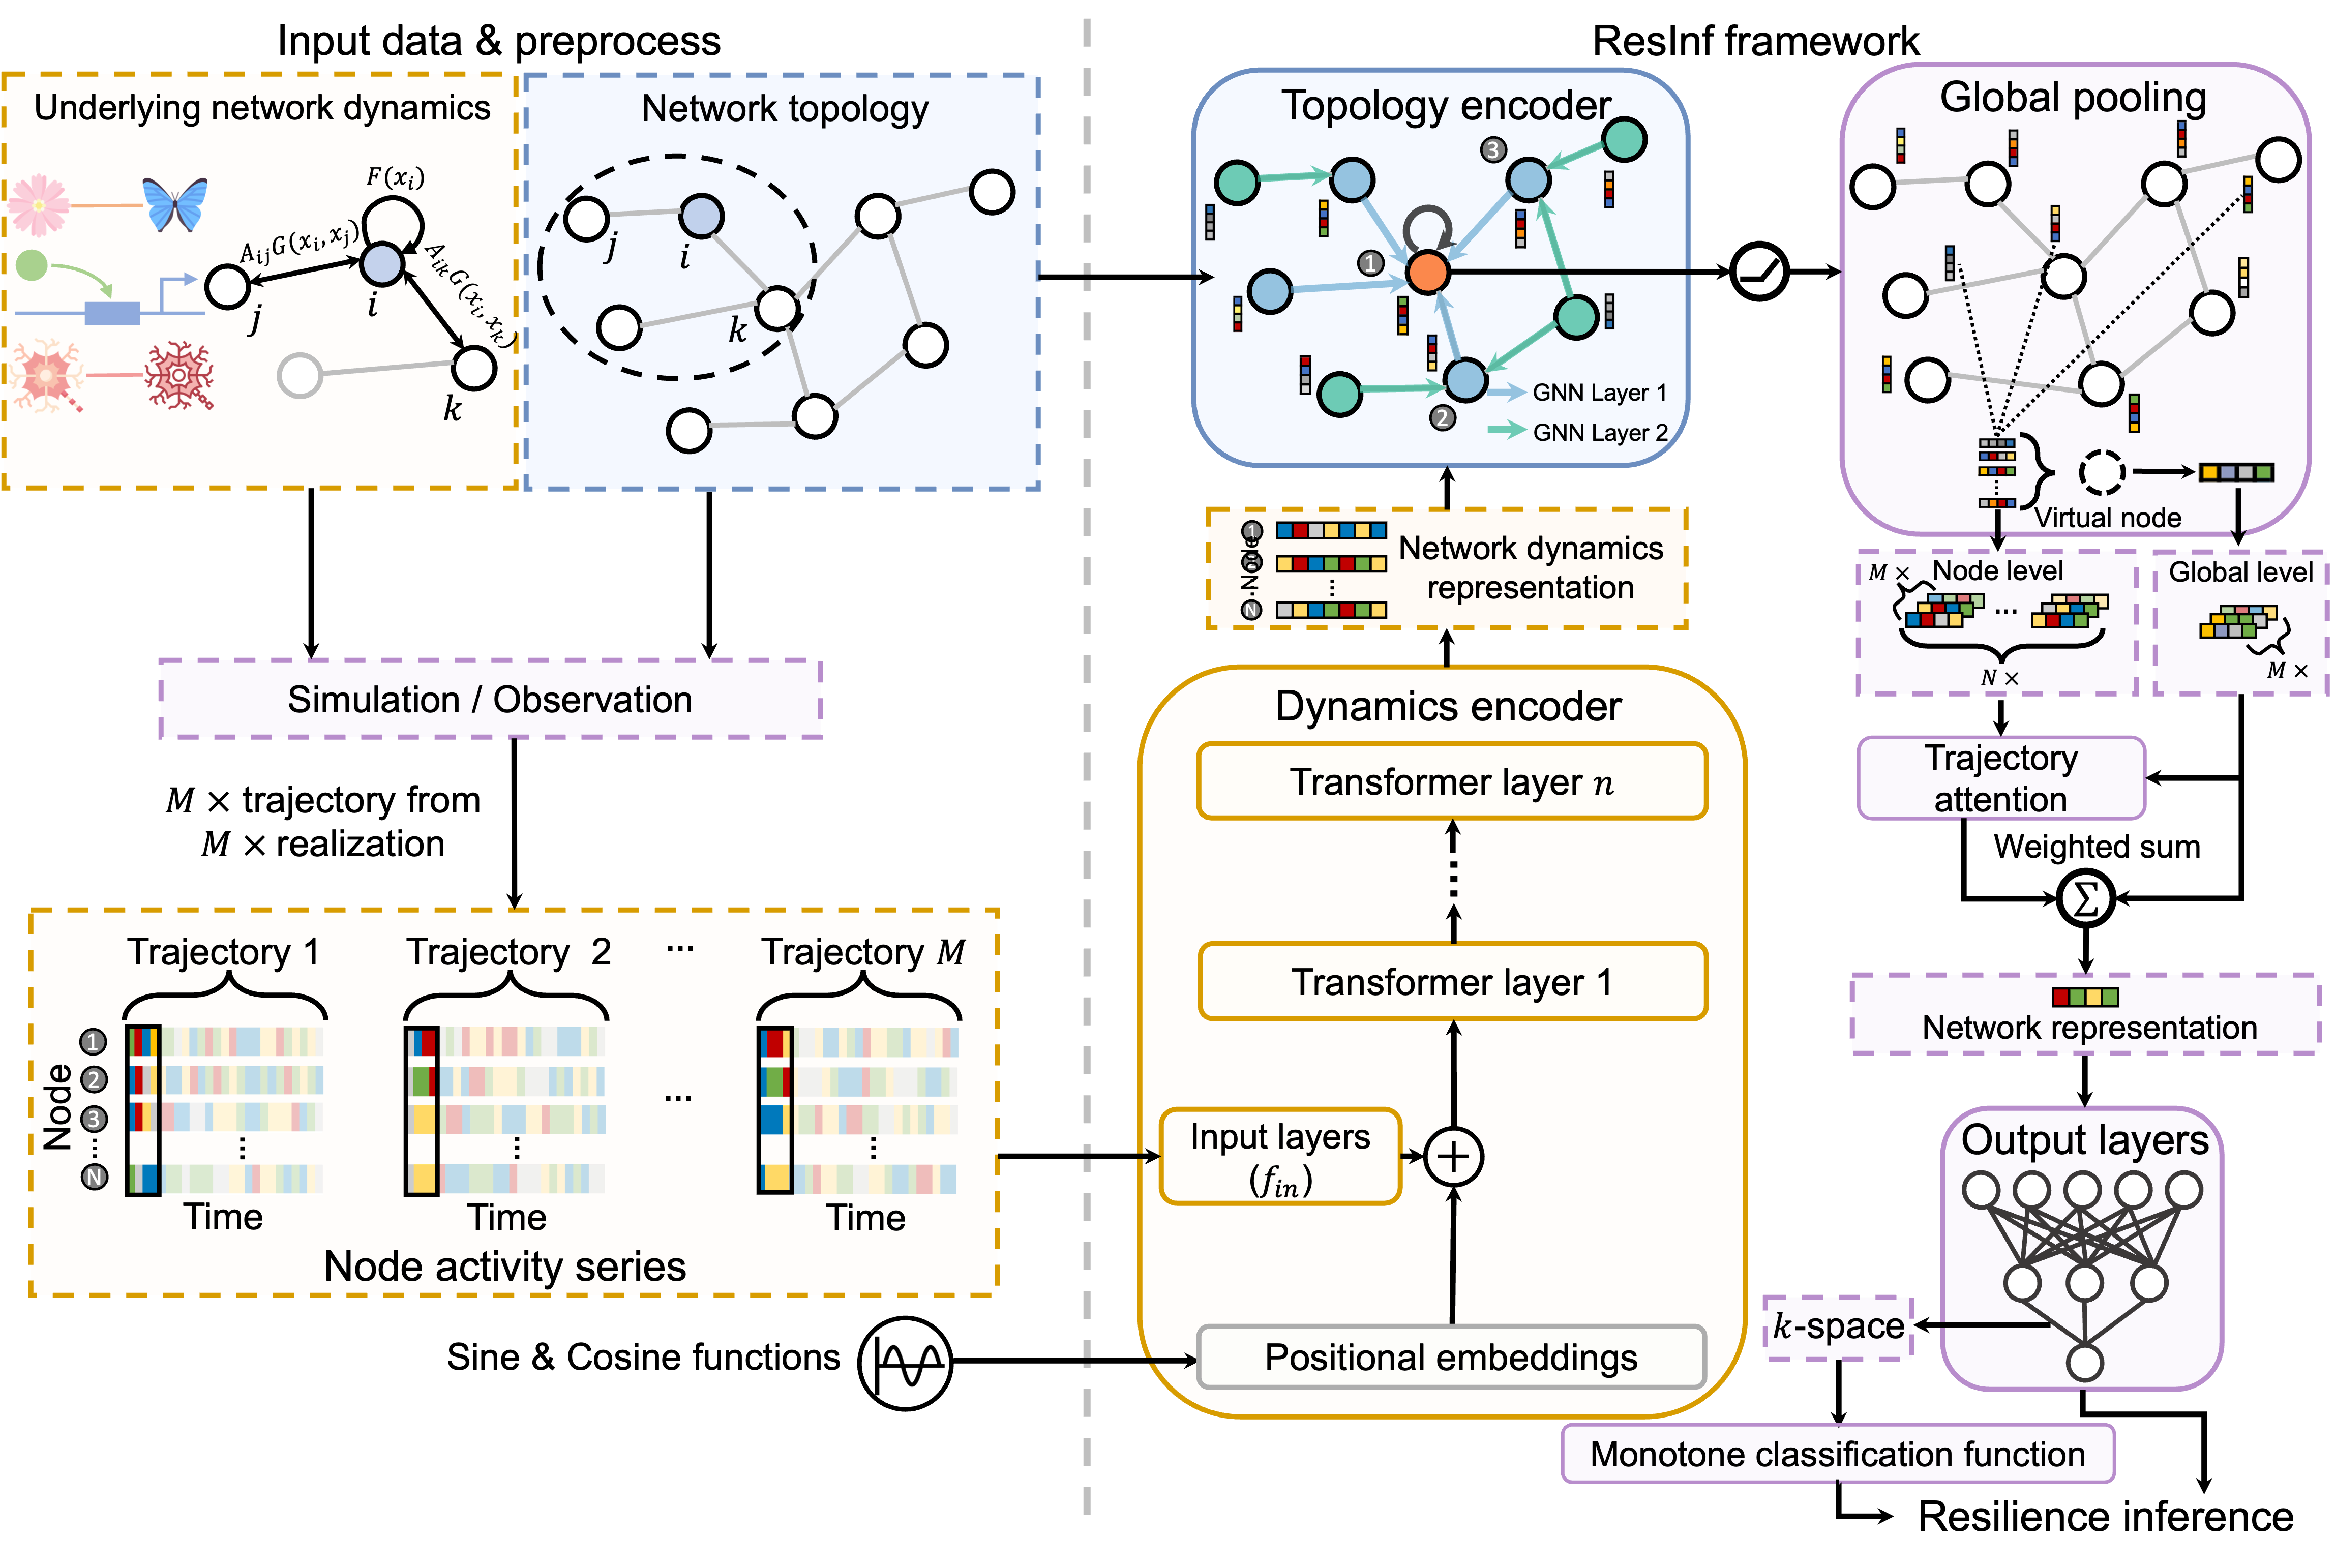 Input data & preprocess
ResInf framework
Underlying network dynamics
F(x_i)
A_{ij}G(x_i, x_j)
A_{ik}G(x_i, x_k)
j
i
k
Network topology
j
i
k
Simulation / Observation
M × trajectory from
M × realization
Trajectory 1
Trajectory 2
...
Trajectory M
Node
1
2
3
N
...
Time
Time
Time
Node activity series
Sine & Cosine functions
Topology encoder
3
1
2
GNN Layer 1
GNN Layer 2
Node
1
N
Network dynamics
representation
Dynamics encoder
Transformer layer n
Transformer layer 1
Input layers
(f_{in})
+
Positional embeddings
Global pooling
Virtual node
M ×
Node level
...
N ×
Global level
M ×
Trajectory
attention
Weighted sum
Σ
Network representation
Output layers
k-space
Monotone classification function
Resilience inference